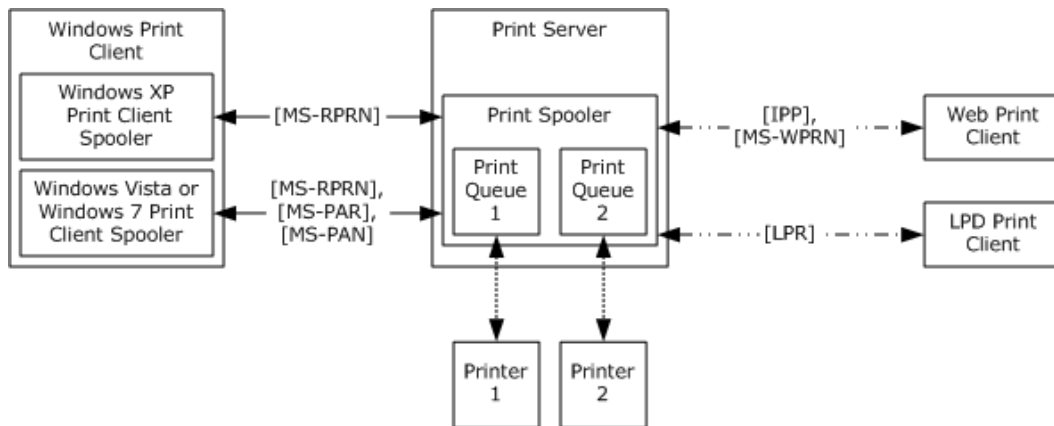 Windows Print
Client
Windows XP
Print Client
Spooler
Windows Vista or
Windows 7 Print
Client Spooler
[MS-RPRN]
[MS-RPRN],
[MS-PAR],
[MS-PAN]
Print Server
Print Spooler
Print
Queue
1
Print
Queue
2
[IPP],
[MS-WPRN]
[LPR]
Web Print
Client
LPD Print
Client
Printer
1
Printer
2